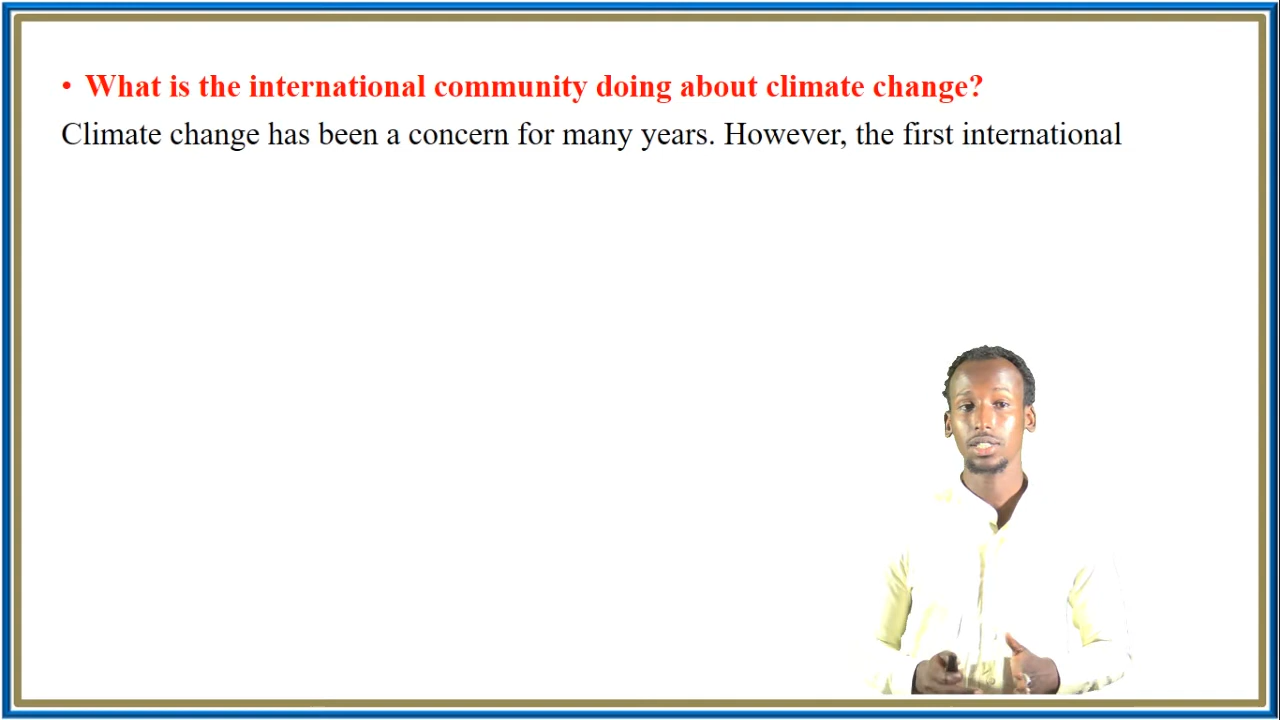 • What is the international community doing about climate change?
Climate change has been a concern for many years. However, the first international